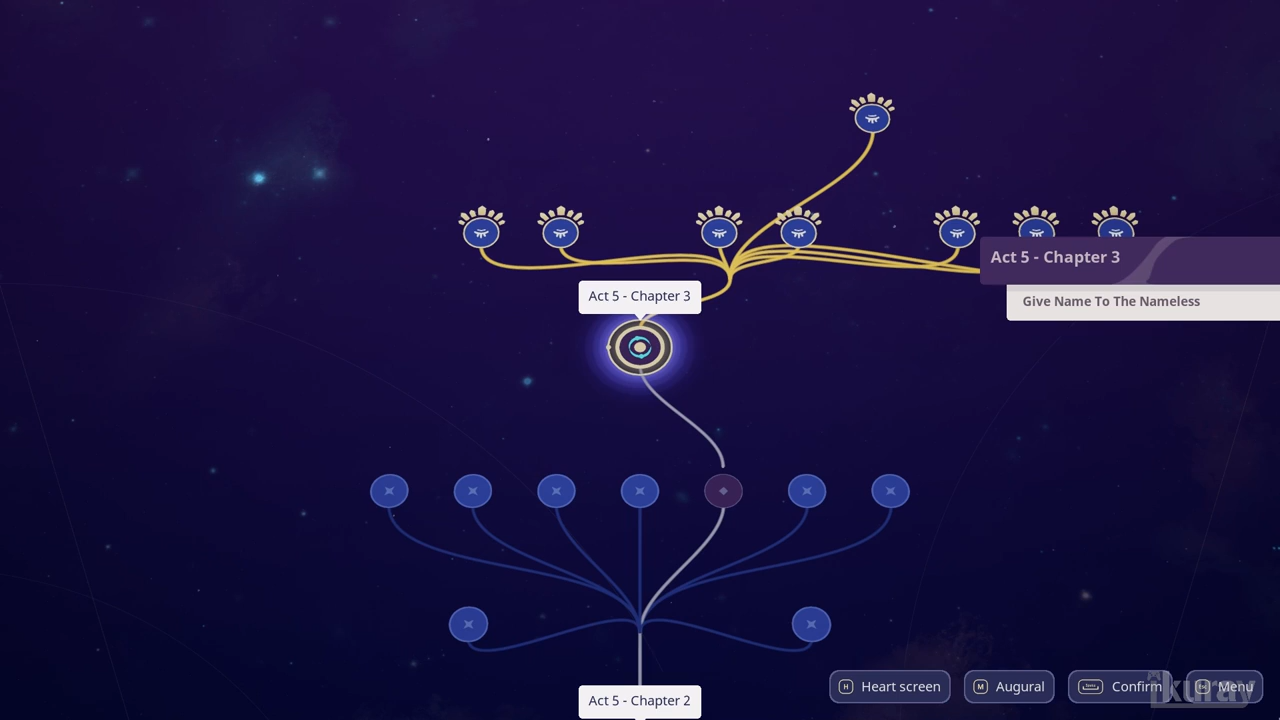 Act 5 - Chapter 3
Give Name To The Nameless
Act 5 - Chapter 3
Act 5 - Chapter 2
H Heart screen
M Augural
Confirm
Menu
ikuray